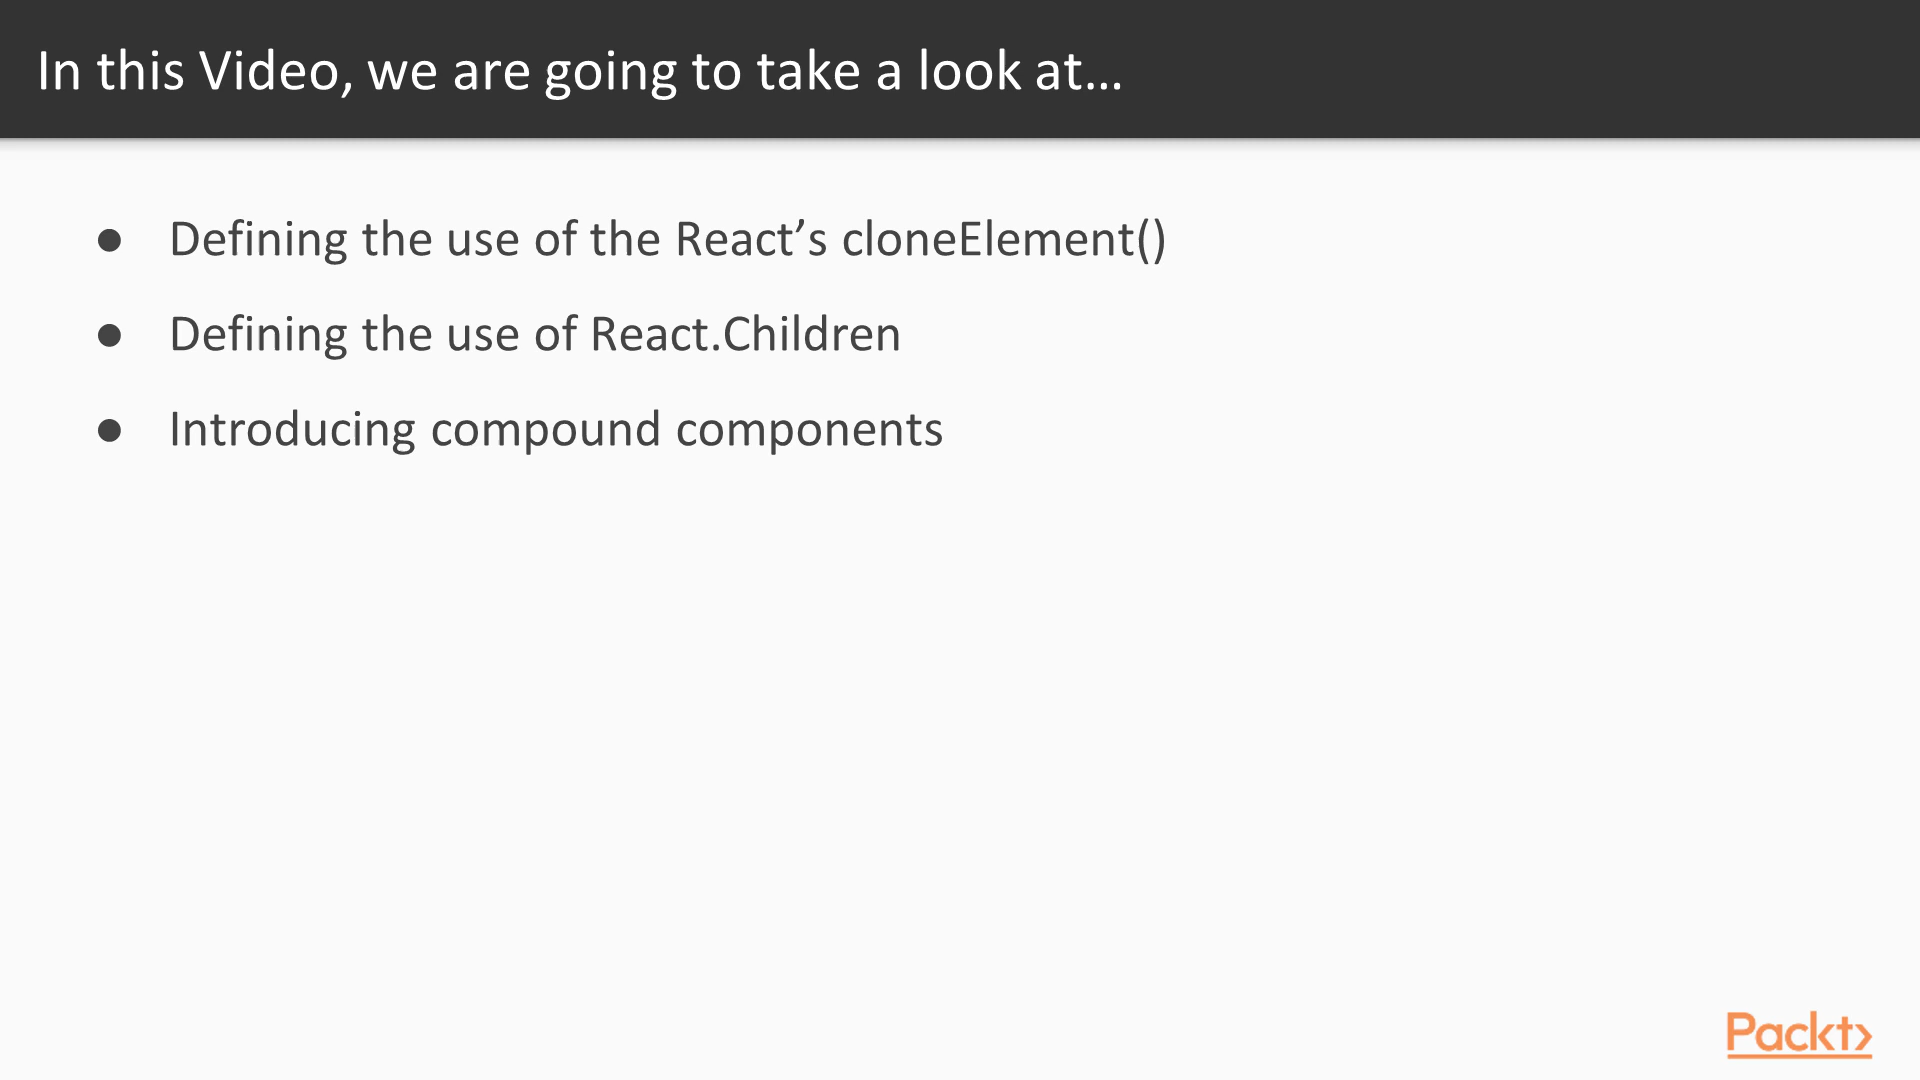 In this Video, we are going to take a look at…
● Defining the use of the React’s cloneElement()
● Defining the use of React.Children
● Introducing compound components
Packt>